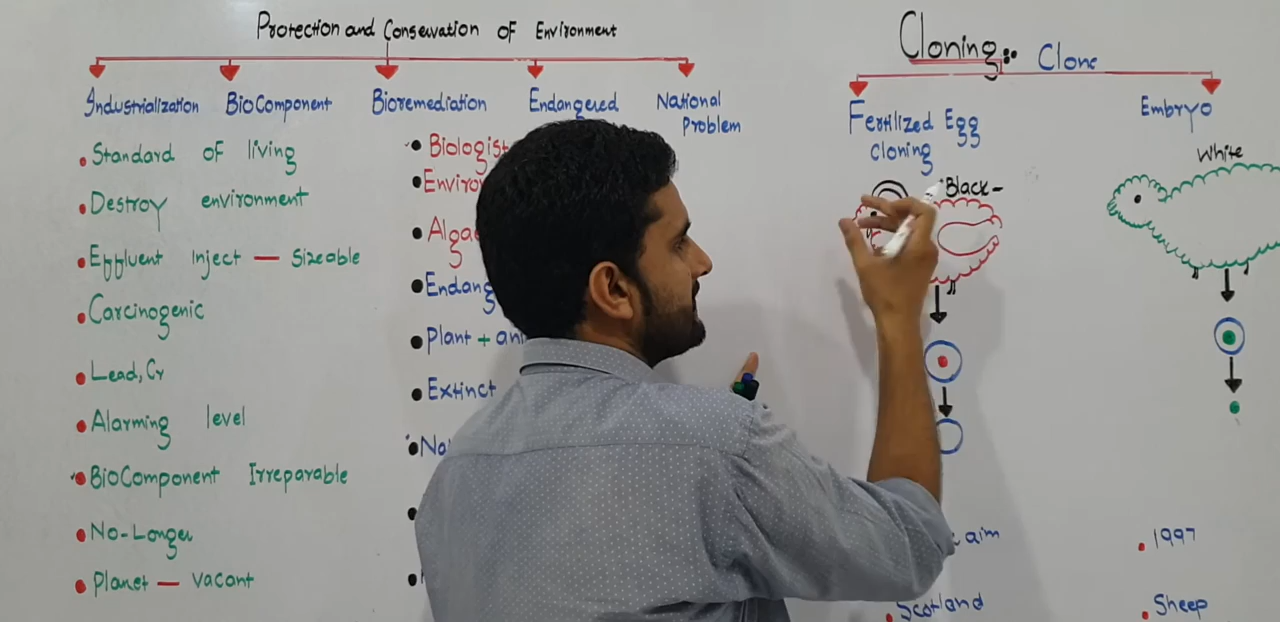 Protection and Conservation of Environment
Industrialization
BioComponent
Bioremediation
Endangered
National
Problem
Standard of living
Destroy environment
Effluent Inject — Sizeable
Carcinogenic
Lead, Cr
Alarming level
BioComponent Irreparable
No-Longer
Planet — Vacant
Biologist
Plant +
Extinct
Cloning: Clone
Fertilized Egg
Cloning
Black -
Embryo
White
aim
Scotland
1997
Sheep